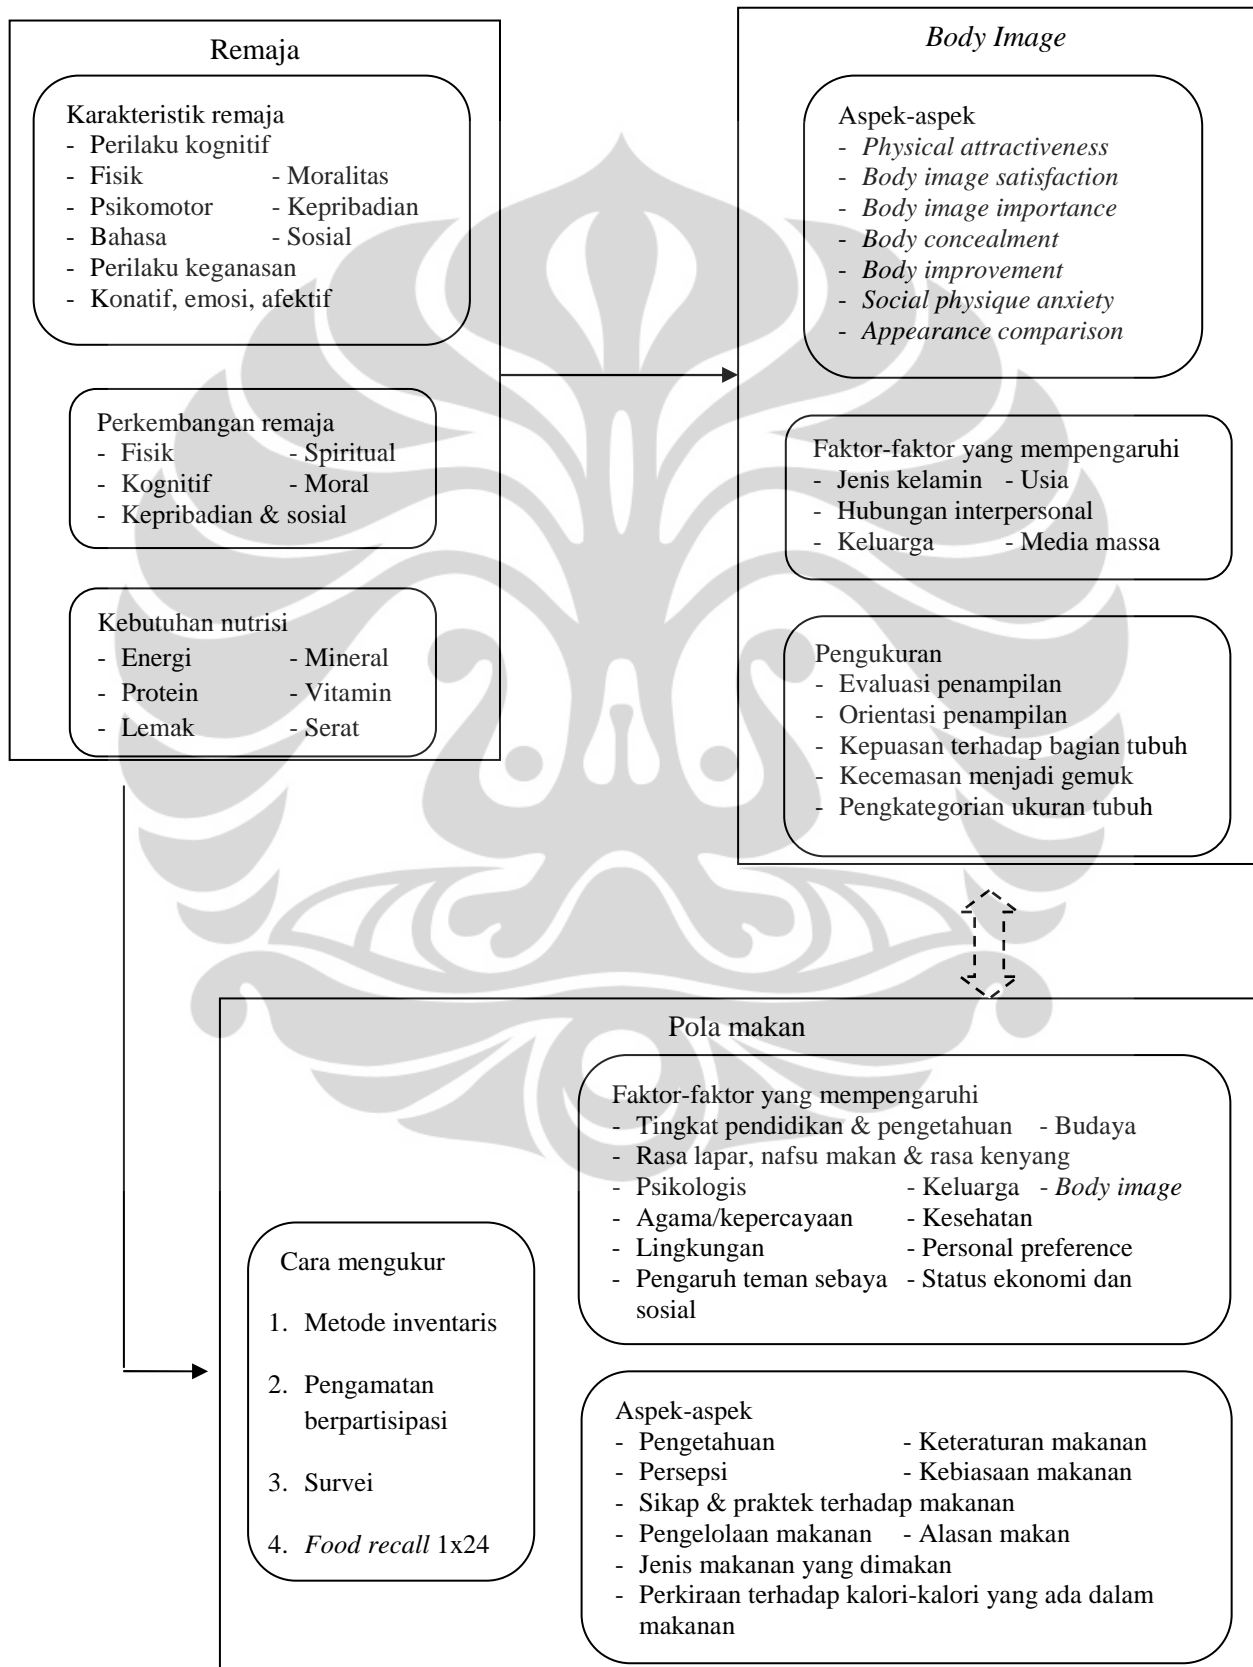 Remaja
Karakteristik remaja
- Perilaku kognitif
- Fisik - Moralitas
- Psikomotor - Kepribadian
- Bahasa - Sosial
- Perilaku keganasan
- Konatif, emosi, afektif
Perkembangan remaja
- Fisik - Spiritual
- Kognitif - Moral
- Kepribadian & sosial
Kebutuhan nutrisi
- Energi - Mineral
- Protein - Vitamin
- Lemak - Serat
Body Image
Aspek-aspek
- Physical attractiveness
- Body image satisfaction
- Body image importance
- Body concealment
- Body improvement
- Social physique anxiety
- Appearance comparison
Faktor-faktor yang mempengaruhi
- Jenis kelamin - Usia
- Hubungan interpersonal
- Keluarga - Media massa
Pengukuran
- Evaluasi penampilan
- Orientasi penampilan
- Kepuasan terhadap bagian tubuh
- Kecemasan menjadi gemuk
- Pengkategorian ukuran tubuh
Pola makan
Faktor-faktor yang mempengaruhi
- Tingkat pendidikan & pengetahuan - Budaya
- Rasa lapar, nafsu makan & rasa kenyang
- Psikologis - Keluarga - Body image
- Agama/kepercayaan - Kesehatan
- Lingkungan - Personal preference
- Pengaruh teman sebaya - Status ekonomi dan
sosial
Cara mengukur
1. Metode inventaris
2. Pengamatan
berpartisipasi
3. Survei
4. Food recall 1x24
Aspek-aspek
- Pengetahuan - Keteraturan makanan
- Persepsi - Kebiasaan makanan
- Sikap & praktek terhadap makanan
- Pengelolaan makanan - Alasan makan
- Jenis makanan yang dimakan
- Perkiraan terhadap kalori-kalori yang ada dalam
makanan